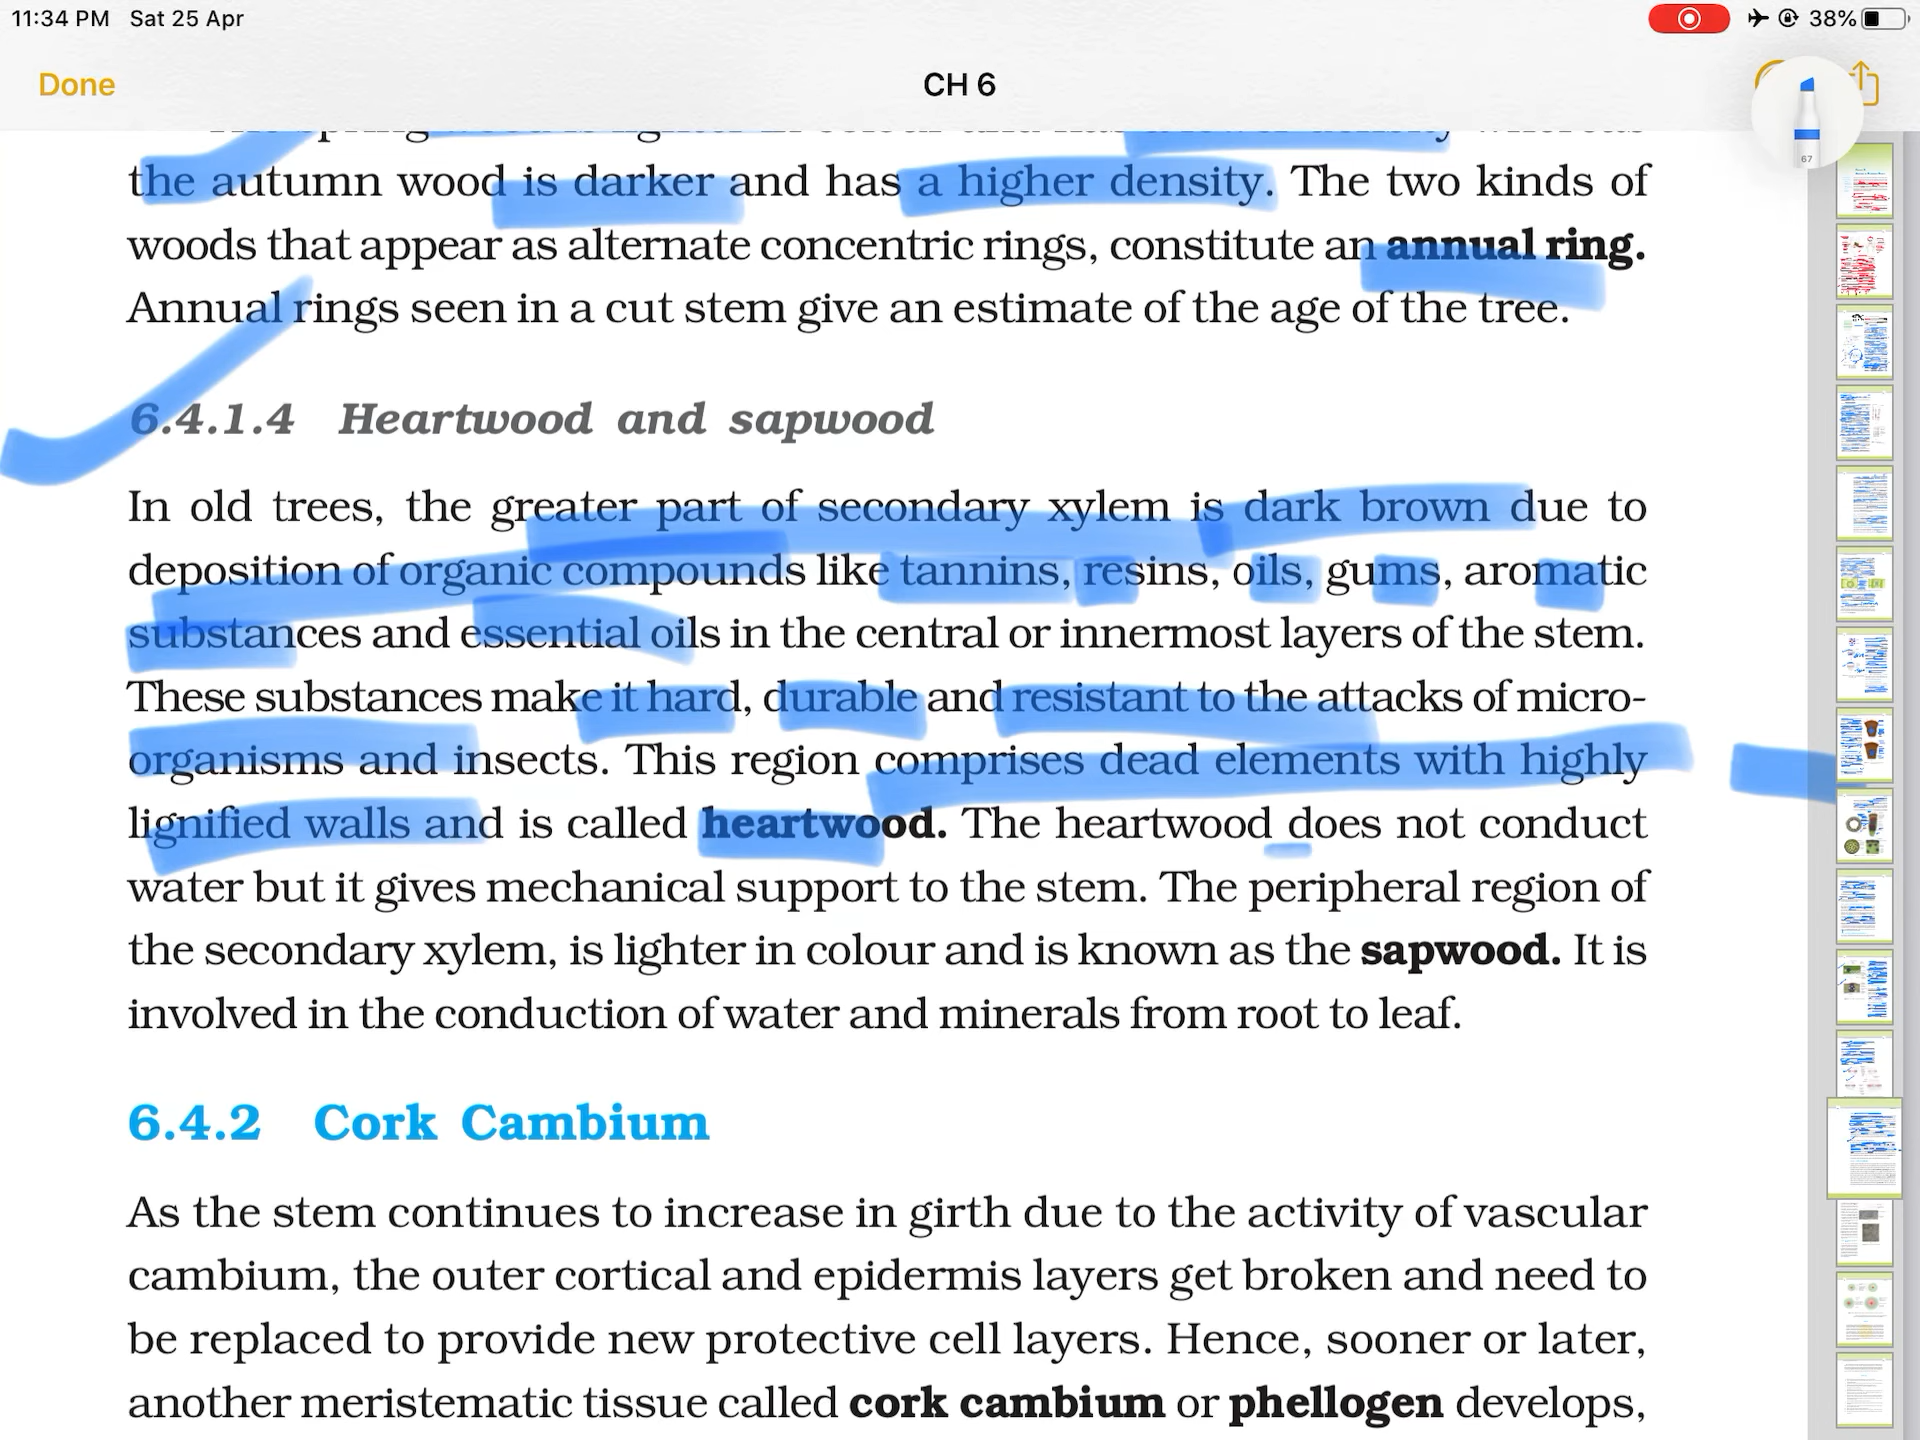 11:34 PM Sat 25 Apr
38%
Done
CH 6
67
the autumn wood is darker and has a higher density. The two kinds of
woods that appear as alternate concentric rings, constitute an annual ring.
Annual rings seen in a cut stem give an estimate of the age of the tree.
6.4.1.4 Heartwood and sapwood
In old trees, the greater part of secondary xylem is dark brown due to
deposition of organic compounds like tannins, resins, oils, gums, aromatic
substances and essential oils in the central or innermost layers of the stem.
These substances make it hard, durable and resistant to the attacks of micro-
organisms and insects. This region comprises dead elements with highly
lignified walls and is called heartwood. The heartwood does not conduct
water but it gives mechanical support to the stem. The peripheral region of
the secondary xylem, is lighter in colour and is known as the sapwood. It is
involved in the conduction of water and minerals from root to leaf.
6.4.2 Cork Cambium
As the stem continues to increase in girth due to the activity of vascular
cambium, the outer cortical and epidermis layers get broken and need to
be replaced to provide new protective cell layers. Hence, sooner or later,
another meristematic tissue called cork cambium or phellogen develops,